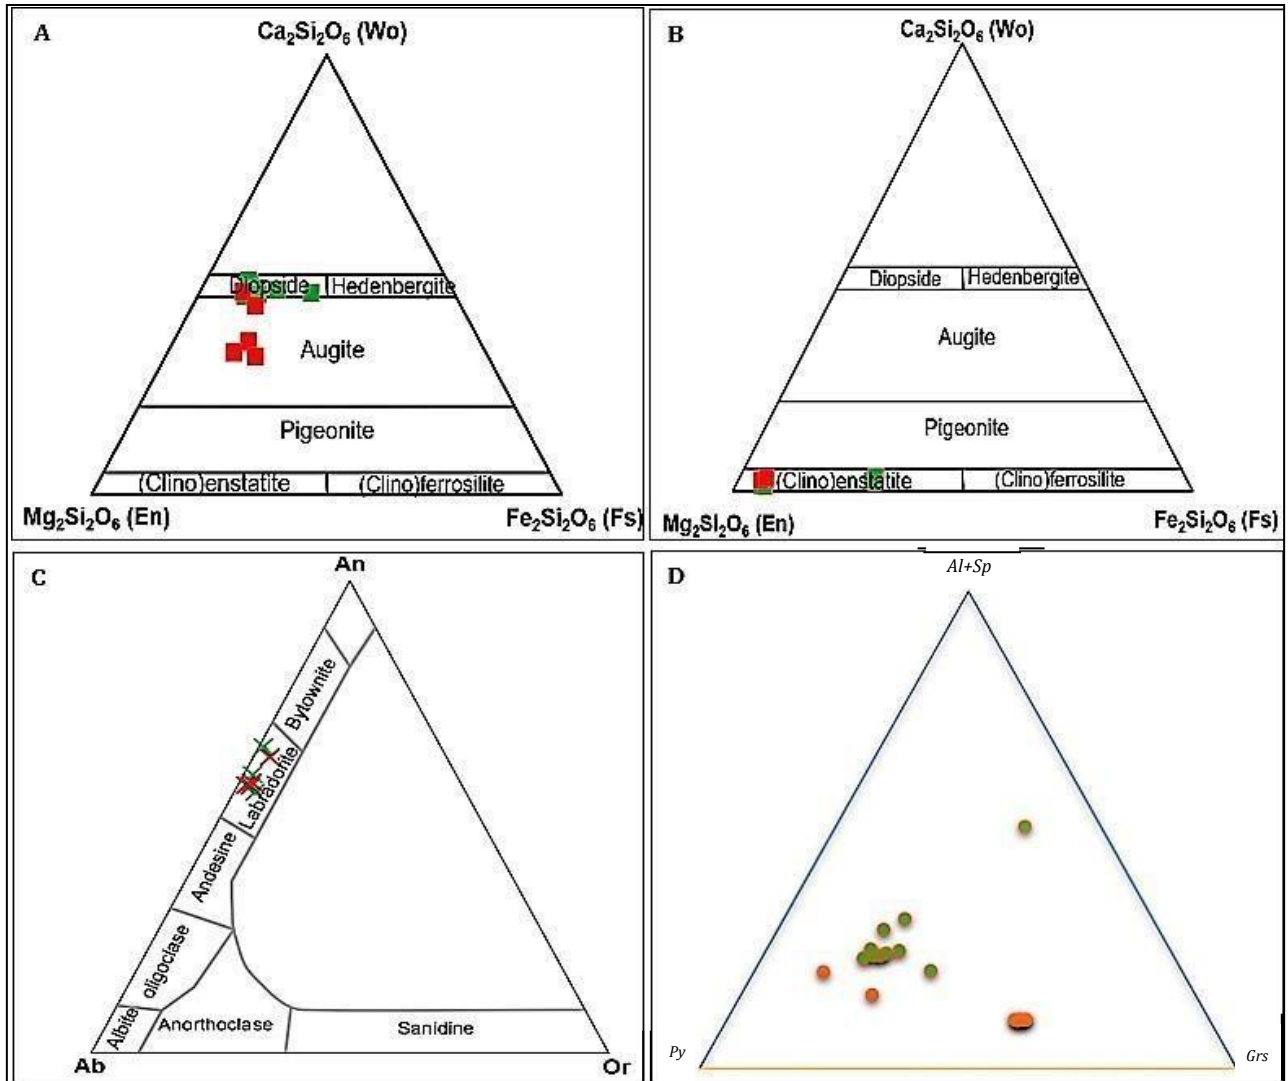 A
Ca₂Si₂O₆ (Wo)
Diopside
Hedenbergite
Augite
Pigeonite
(Clino)enstatite
(Clino)ferrosilite
Mg₂Si₂O₆ (En)
Fe₂Si₂O₆ (Fs)
B
Ca₂Si₂O₆ (Wo)
Diopside
Hedenbergite
Augite
Pigeonite
(Clino)enstatite
(Clino)ferrosilite
Mg₂Si₂O₆ (En)
Fe₂Si₂O₆ (Fs)
C
An
Bytownite
Labradorite
Andesine
oligoclase
Albite
Anorthoclase
Sanidine
Ab
Or
D
Al+Sp
Py
Grs